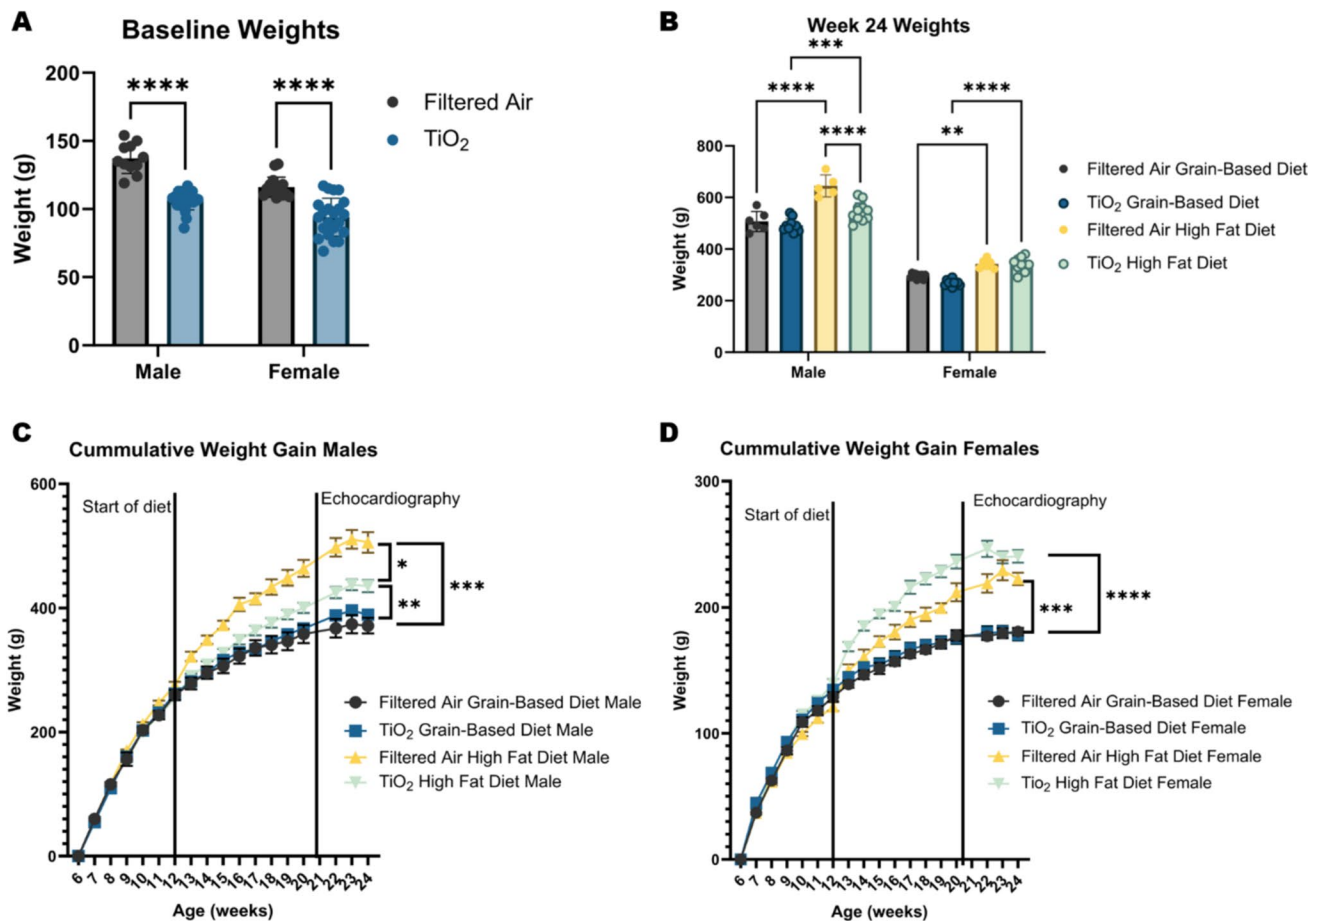 A
Baseline Weights
200
150
100
50
0
Weight (g)
****
****
Male
Female
Filtered Air
TiO2
B
Week 24 Weights
***
****
****
****
**
800
600
400
200
0
Weight (g)
Male
Female
Filtered Air Grain-Based Diet
TiO2 Grain-Based Diet
Filtered Air High Fat Diet
TiO2 High Fat Diet
C
Cummulative Weight Gain Males
600
400
200
0
Weight (g)
Start of diet
Echocardiography
*
**
***
Filtered Air Grain-Based Diet Male
TiO2 Grain-Based Diet Male
Filtered Air High Fat Diet Male
TiO2 High Fat Diet Male
6 7 8 9 10 11 12 13 14 15 16 17 18 19 20 21 22 23 24
Age (weeks)
D
Cummulative Weight Gain Females
300
200
100
0
Weight (g)
Start of diet
Echocardiography
***
****
Filtered Air Grain-Based Diet Female
TiO2 Grain-Based Diet Female
Filtered Air High Fat Diet Female
Tio2 High Fat Diet Female
6 7 8 9 10 11 12 13 14 15 16 17 18 19 20 21 22 23 24
Age (weeks)